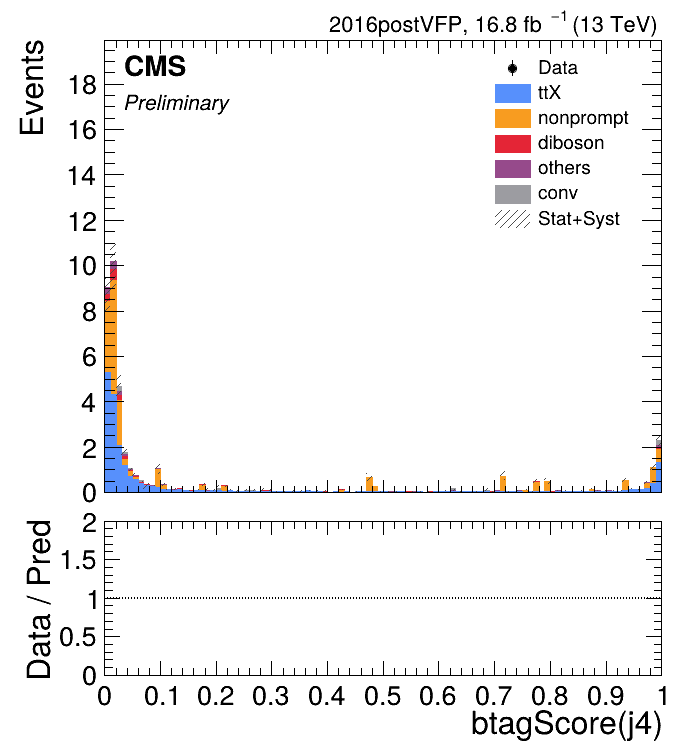 2016postVFP, 16.8 fb ⁻¹ (13 TeV)
CMS
Preliminary
Data
ttX
nonprompt
diboson
others
conv
Stat+Syst
Events
18
16
14
12
10
8
6
4
2
0
Data / Pred
2
1.5
1
0.5
0
0 0.1 0.2 0.3 0.4 0.5 0.6 0.7 0.8 0.9 1
btagScore(j4)